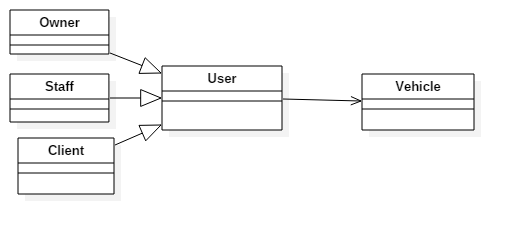 Owner
Staff
User
Vehicle
Client